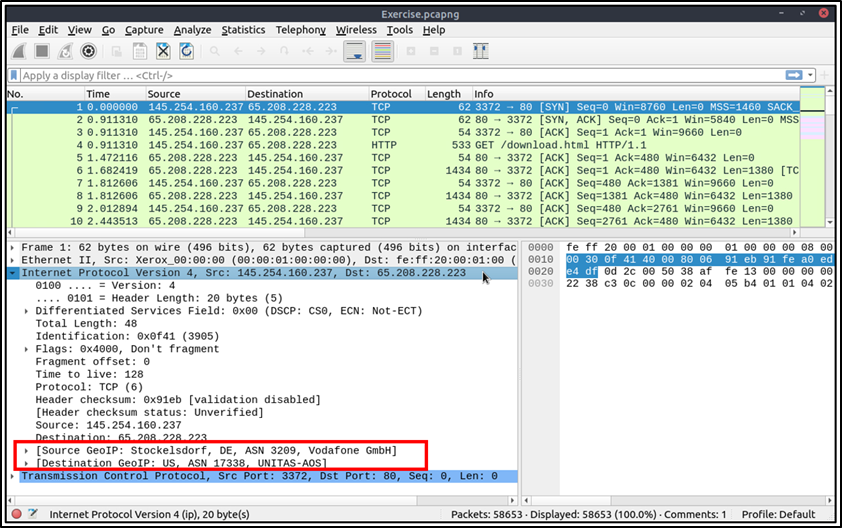 Exercise.pcapng
File Edit View Go Capture Analyze Statistics Telephony Wireless Tools Help
Apply a display filter … <Ctrl-/>
No. Time Source Destination Protocol Length Info
1 0.000000 145.254.160.237 65.208.228.223 TCP 62 3372 → 80 [SYN] Seq=0 Win=8760 Len=0 MSS=1460 SACK_
2 0.911310 65.208.228.223 145.254.160.237 TCP 62 80 → 3372 [SYN, ACK] Seq=0 Ack=1 Win=5840 Len=0 MSS
3 0.911310 145.254.160.237 65.208.228.223 TCP 54 3372 → 80 [ACK] Seq=1 Ack=1 Win=9660 Len=0
4 0.911310 145.254.160.237 65.208.228.223 HTTP 533 GET /download.html HTTP/1.1
5 1.472116 65.208.228.223 145.254.160.237 TCP 54 80 → 3372 [ACK] Seq=1 Ack=480 Win=6432 Len=0
6 1.682419 65.208.228.223 145.254.160.237 TCP 1434 80 → 3372 [ACK] Seq=1 Ack=480 Win=6432 Len=1380 [TC
7 1.812606 145.254.160.237 65.208.228.223 TCP 54 3372 → 80 [ACK] Seq=480 Ack=1381 Win=9660 Len=0
8 1.812606 65.208.228.223 145.254.160.237 TCP 1434 80 → 3372 [ACK] Seq=1381 Ack=480 Win=6432 Len=1380
9 2.012894 145.254.160.237 65.208.228.223 TCP 54 3372 → 80 [ACK] Seq=480 Ack=2761 Win=9660 Len=0
10 2.443513 65.208.228.223 145.254.160.237 TCP 1434 80 → 3372 [ACK] Seq=2761 Ack=480 Win=6432 Len=1380
Frame 1: 62 bytes on wire (496 bits), 62 bytes captured (496 bits) on interfac
Ethernet II, Src: Xerox_00:00:00 (00:00:01:00:00:00), Dst: fe:ff:20:00:01:00 (
Internet Protocol Version 4, Src: 145.254.160.237, Dst: 65.208.228.223
0100 .... = Version: 4
.... 0101 = Header Length: 20 bytes (5)
Differentiated Services Field: 0x00 (DSCP: CS0, ECN: Not-ECT)
Total Length: 48
Identification: 0x0f41 (3905)
Flags: 0x4000, Don't fragment
Fragment offset: 0
Time to live: 128
Protocol: TCP (6)
Header checksum: 0x91eb [validation disabled]
[Header checksum status: Unverified]
Source: 145.254.160.237
Destination: 65.208.228.223
[Source GeoIP: Stockelsdorf, DE, ASN 3209, Vodafone GmbH]
[Destination GeoIP: US, ASN 17338, UNITAS-AOS]
Transmission Control Protocol, Src Port: 3372, Dst Port: 80, Seq: 0, Len: 0
0000 fe ff 20 00 01 00 00 00 01 00 00 00 08 00
0010 00 30 0f 41 40 00 80 06 91 eb 91 fe a0 ed
0020 e4 df 0d 2c 00 50 38 af fe 13 00 00 00 00
0030 22 38 c3 0c 00 00 02 04 05 b4 01 01 04 02
Internet Protocol Version 4 (ip), 20 byte(s)
Packets: 58653 · Displayed: 58653 (100.0%) · Comments: 1
Profile: Default